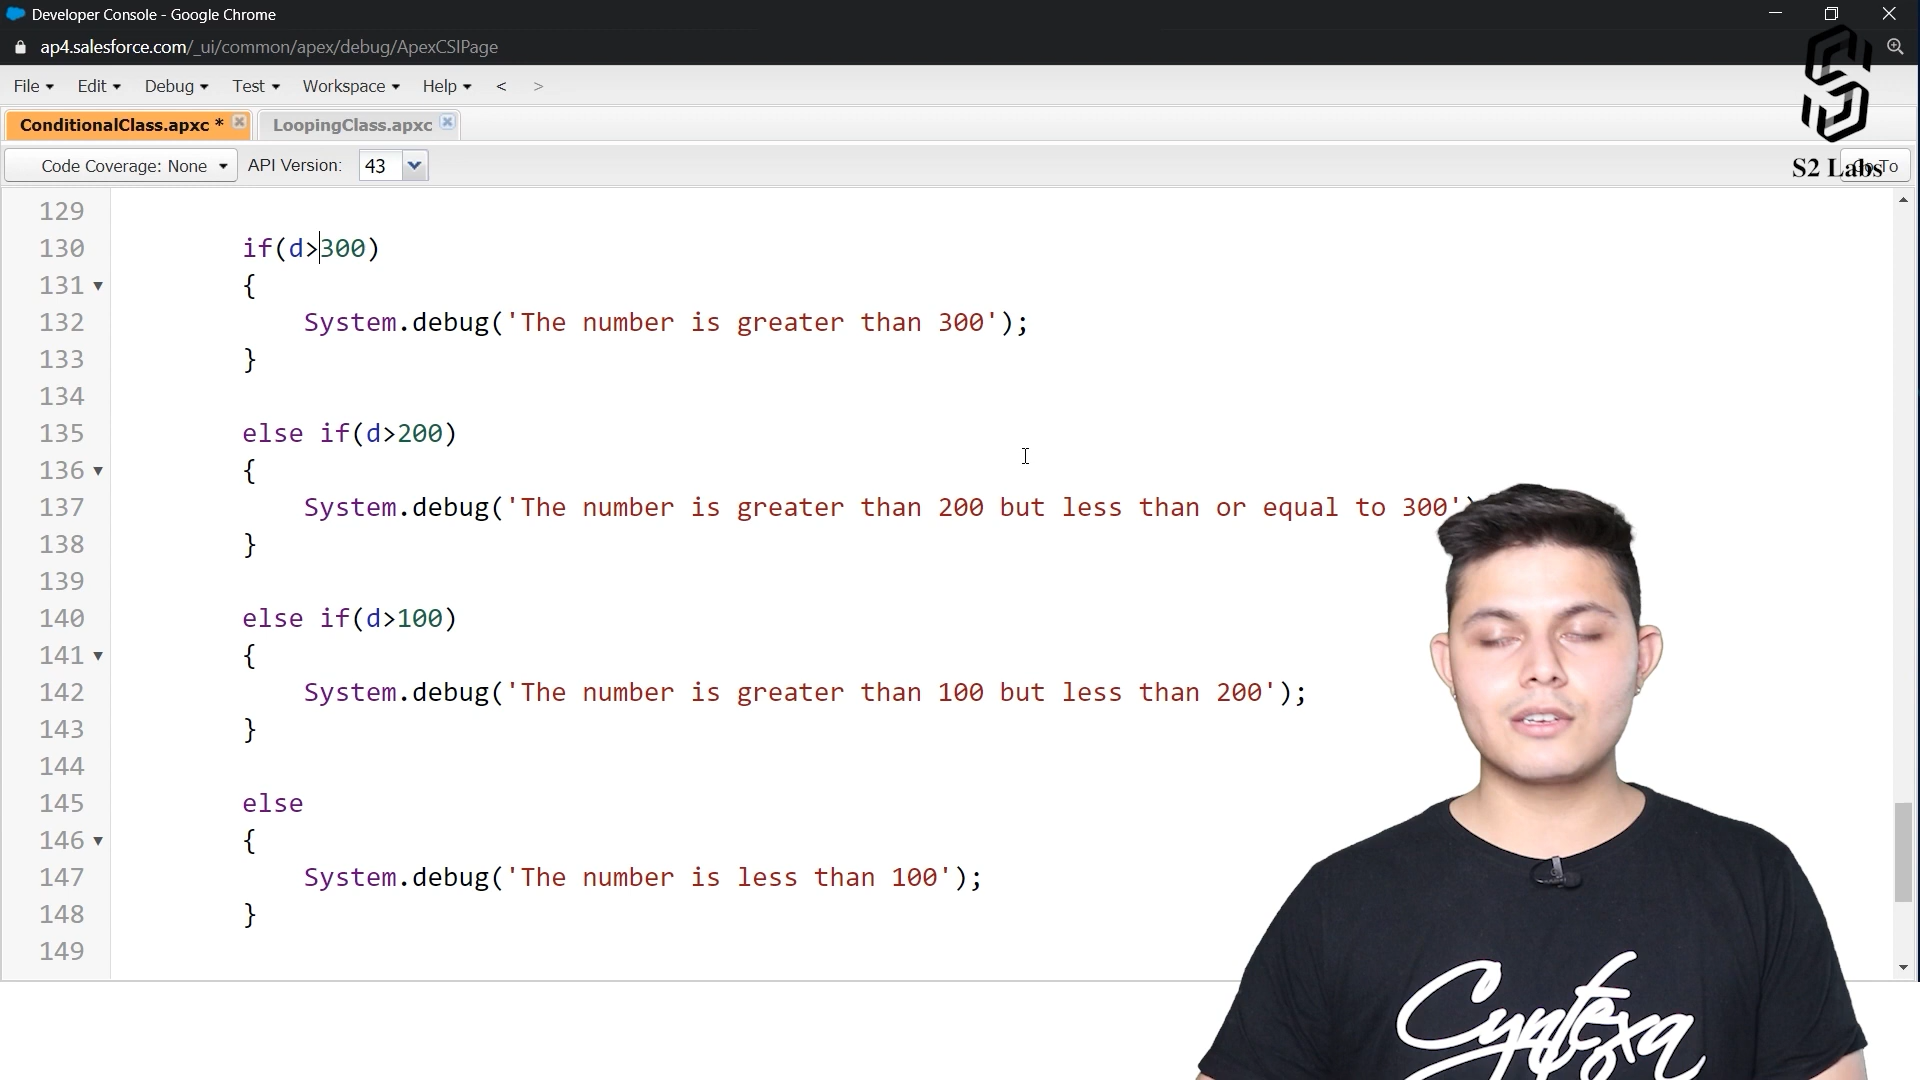 Developer Console - Google Chrome
ap4.salesforce.com/_ui/common/apex/debug/ApexCSIPage
File Edit Debug Test Workspace Help < >
ConditionalClass.apxc * LoopingClass.apxc
Code Coverage: None API Version: 43 Go To
S2 Labs
129
130 if(d>300)
131 {
132 System.debug('The number is greater than 300');
133 }
134
135 else if(d>200)
136 {
137 System.debug('The number is greater than 200 but less than or equal to 300')
138 }
139
140 else if(d>100)
141 {
142 System.debug('The number is greater than 100 but less than 200');
143 }
144
145 else
146 {
147 System.debug('The number is less than 100');
148 }
149
Cyntexa